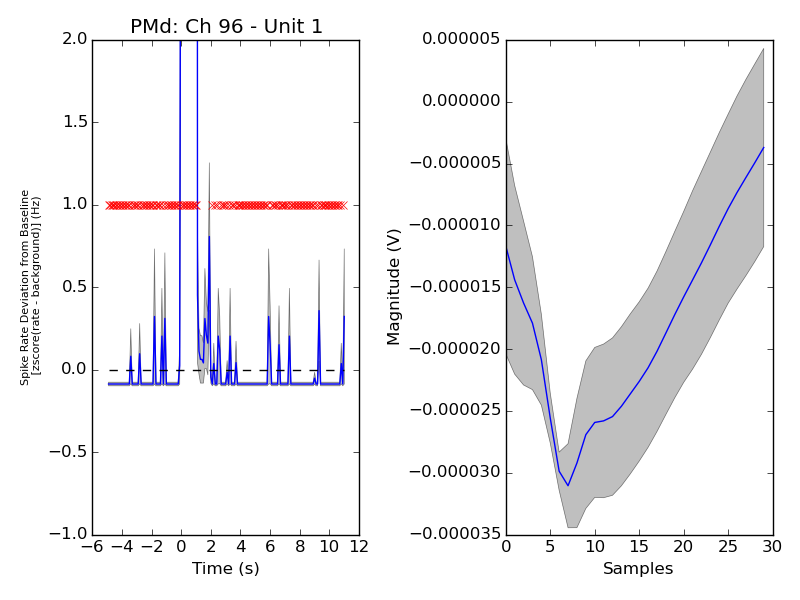 PMd: Ch 96 - Unit 1
Spike Rate Deviation from Baseline
[zscore(rate - background)] (Hz)
2.0
1.5
1.0
0.5
0.0
−0.5
−1.0
−6 −4 −2 0 2 4 6 8 10 12
Time (s)
Magnitude (V)
0.000005
0.000000
−0.000005
−0.000010
−0.000015
−0.000020
−0.000025
−0.000030
−0.000035
0 5 10 15 20 25 30
Samples